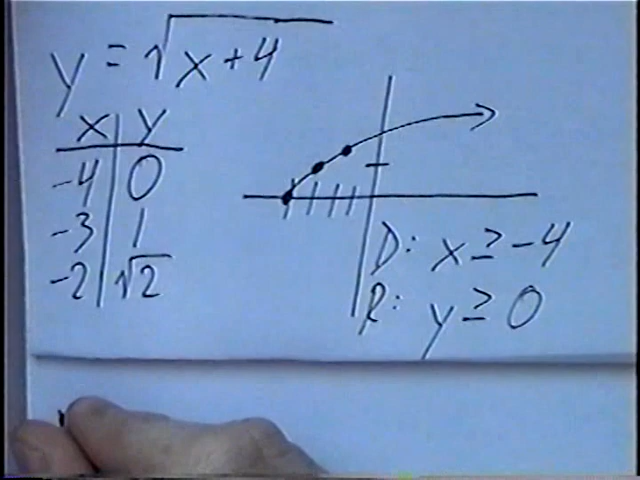 y = √x+4
x y
-4 0
-3 1
-2 √2
D: x ≥ -4
R: y ≥ 0